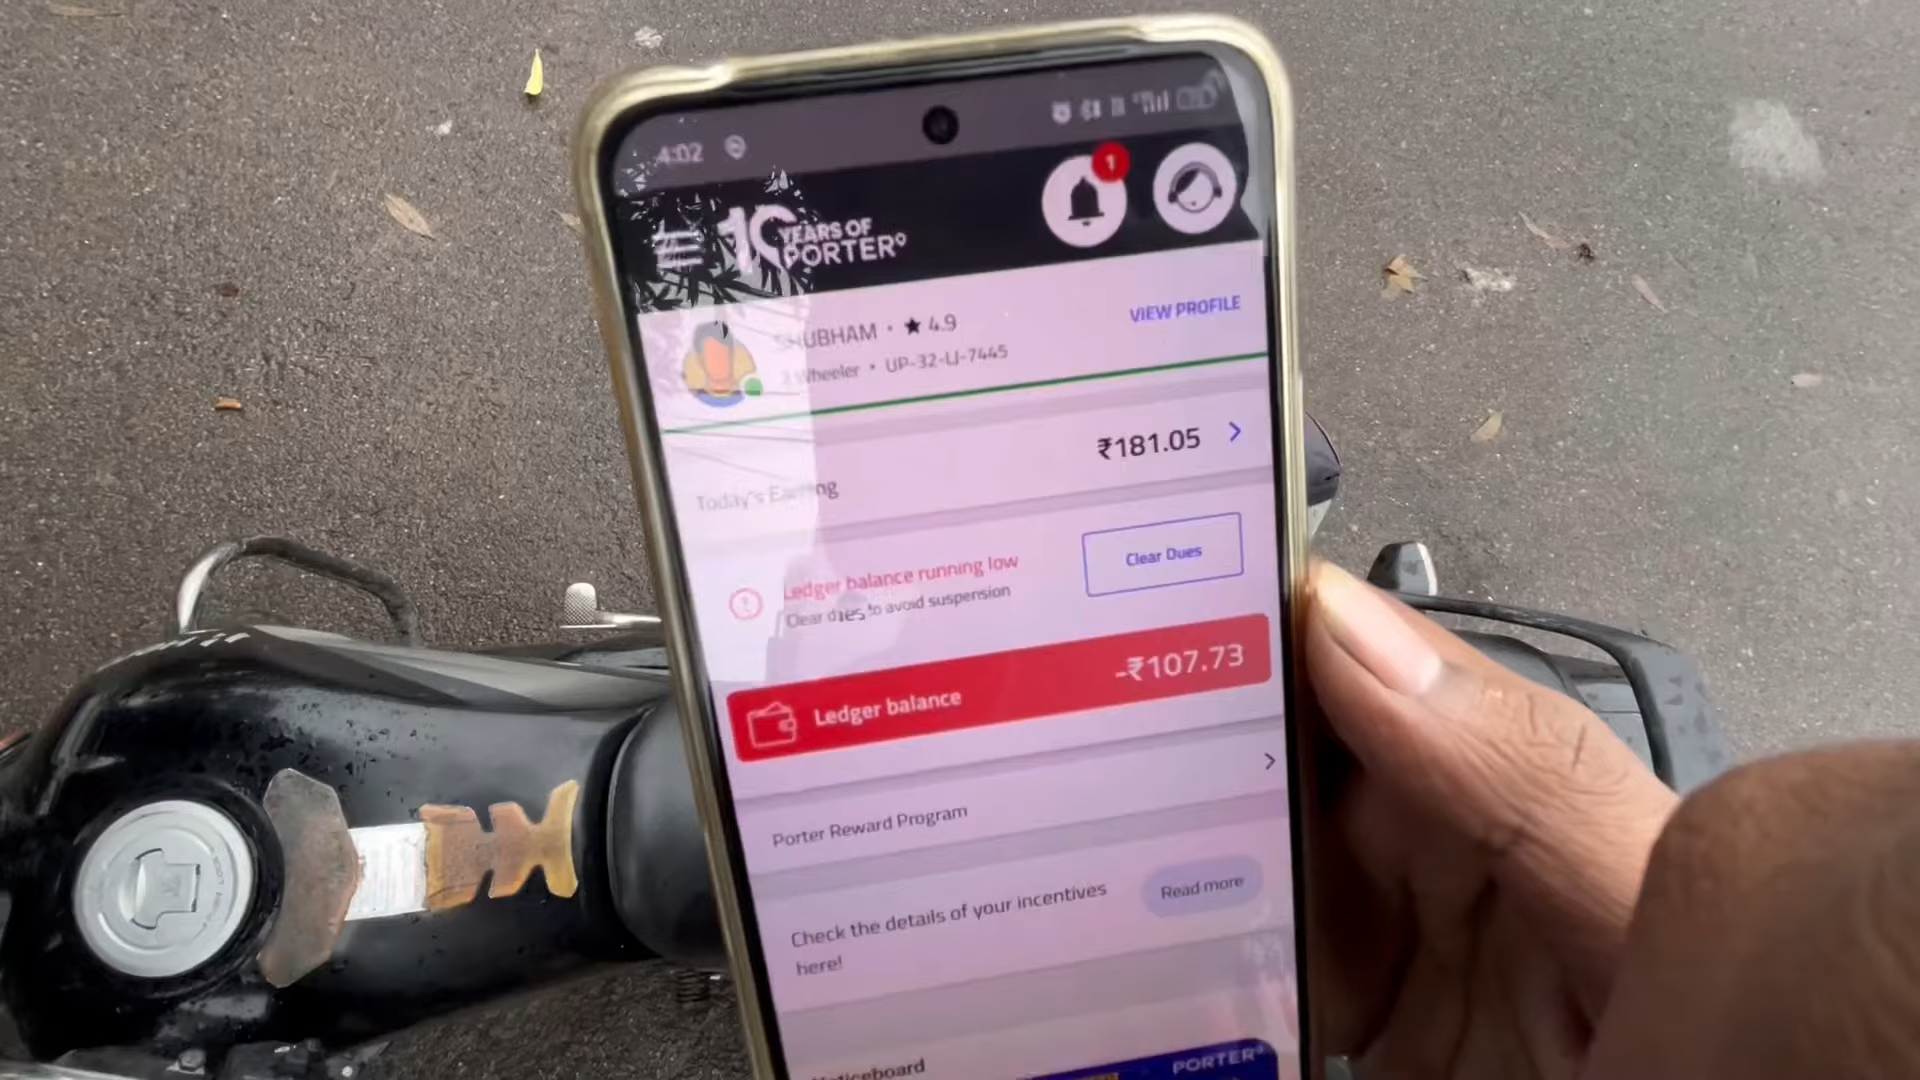 4:02
10 YEARS OF
PORTER
1
SHUBHAM • ★ 4.9
VIEW PROFILE
2 Wheeler • UP-32-LJ-7445
₹181.05 >
Today's Earning
Ledger balance running low
Clear dues to avoid suspension
Clear Dues
Ledger balance
-₹107.73
Porter Reward Program
Check the details of your incentives
here!
Read more
Noticeboard
PORTER